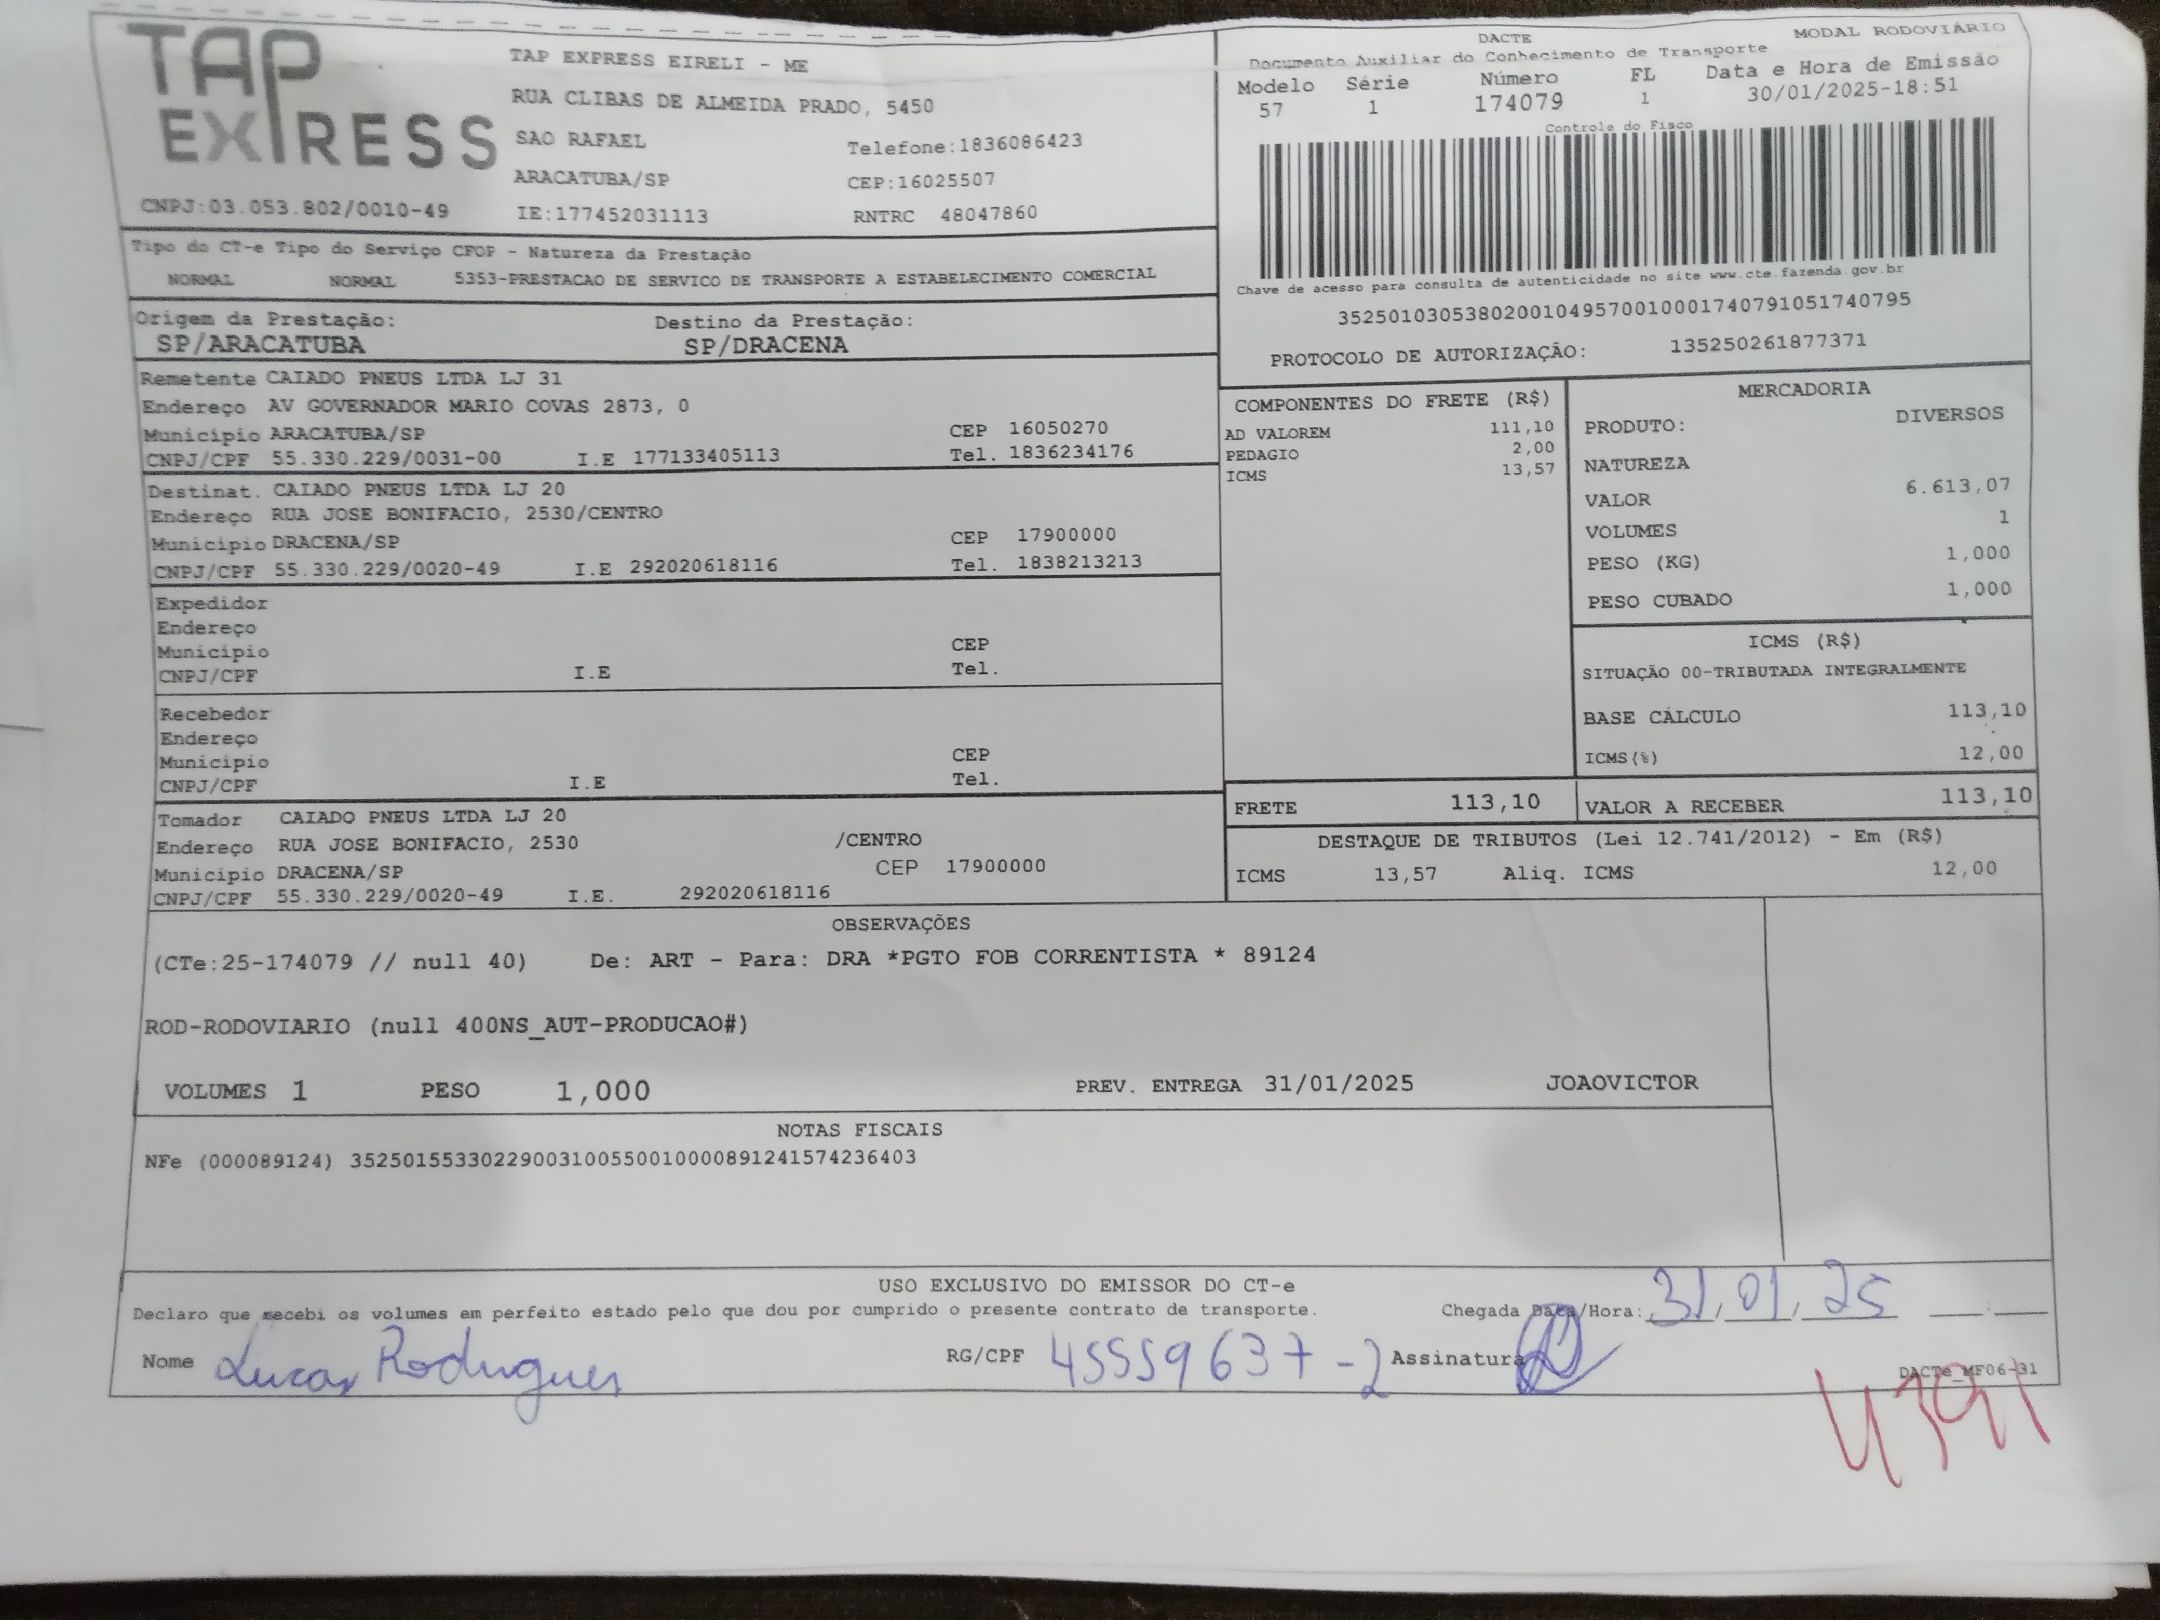 TAP EXPRESS
TAP EXPRESS EIRELI - ME
RUA CLIBAS DE ALMEIDA PRADO, 5450
SAO RAFAEL Telefone:1836086423
ARACATUBA/SP CEP:16025507
CNPJ:03.053.802/0010-49 IE:177452031113 RNTRC 48047860
DACTE MODAL RODOVIÁRIO
Documento Auxiliar do Conhecimento de Transporte
Modelo Série Número FL Data e Hora de Emissão
57 1 174079 1 30/01/2025-18:51
Controle do Fisco
Chave de acesso para consulta de autenticidade no site www.cte.fazenda.gov.br
35250103053802001049570010001740791051740795
PROTOCOLO DE AUTORIZAÇÃO: 135250261877371
Tipo do CT-e Tipo do Serviço CFOP - Natureza da Prestação
NORMAL NORMAL 5353-PRESTACAO DE SERVICO DE TRANSPORTE A ESTABELECIMENTO COMERCIAL
Origem da Prestação: Destino da Prestação:
SP/ARACATUBA SP/DRACENA
Remetente CAIADO PNEUS LTDA LJ 31
Endereço AV GOVERNADOR MARIO COVAS 2873, 0
Município ARACATUBA/SP CEP 16050270
CNPJ/CPF 55.330.229/0031-00 I.E 177133405113 Tel. 1836234176
Destinat. CAIADO PNEUS LTDA LJ 20
Endereço RUA JOSE BONIFACIO, 2530/CENTRO
Município DRACENA/SP CEP 17900000
CNPJ/CPF 55.330.229/0020-49 I.E 292020618116 Tel. 1838213213
Expedidor
Endereço
Município CEP
CNPJ/CPF I.E Tel.
Recebedor
Endereço
Município CEP
CNPJ/CPF I.E Tel.
Tomador CAIADO PNEUS LTDA LJ 20
Endereço RUA JOSE BONIFACIO, 2530 /CENTRO
Município DRACENA/SP CEP 17900000
CNPJ/CPF 55.330.229/0020-49 I.E. 292020618116
COMPONENTES DO FRETE (R$)
AD VALOREM 111,10
PEDAGIO 2,00
ICMS 13,57
MERCADORIA
PRODUTO: DIVERSOS
NATUREZA
VALOR 6.613,07
VOLUMES 1
PESO (KG) 1,000
PESO CUBADO 1,000
ICMS (R$)
SITUAÇÃO 00-TRIBUTADA INTEGRALMENTE
BASE CÁLCULO 113,10
ICMS(%) 12,00
FRETE 113,10 VALOR A RECEBER 113,10
DESTAQUE DE TRIBUTOS (Lei 12.741/2012) - Em (R$)
ICMS 13,57 Aliq. ICMS 12,00
OBSERVAÇÕES
(CTe:25-174079 // null 40) De: ART - Para: DRA *PGTO FOB CORRENTISTA * 89124
ROD-RODOVIARIO (null 400NS_AUT-PRODUCAO#)
VOLUMES 1 PESO 1,000 PREV. ENTREGA 31/01/2025 JOAOVICTOR
NOTAS FISCAIS
NFe (000089124) 35250155330229003100550010000891241574236403
USO EXCLUSIVO DO EMISSOR DO CT-e
Declaro que recebi os volumes em perfeito estado pelo que dou por cumprido o presente contrato de transporte. Chegada Data/Hora: 31/01/25
Nome Lucas Rodrigues RG/CPF 45559637-2 Assinatura
DACTe_MF06-31